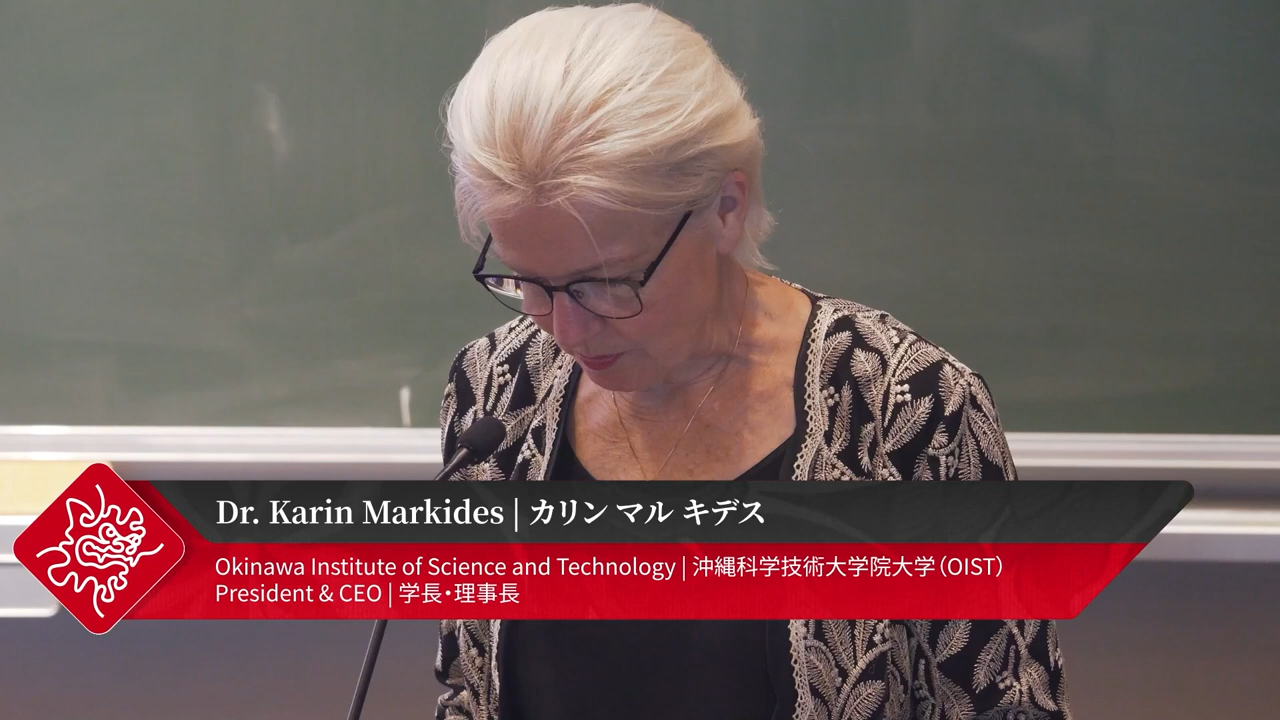 Dr. Karin Markides | カリン マル キデス
Okinawa Institute of Science and Technology | 沖縄科学技術大学院大学（OIST）
President & CEO | 学長・理事長